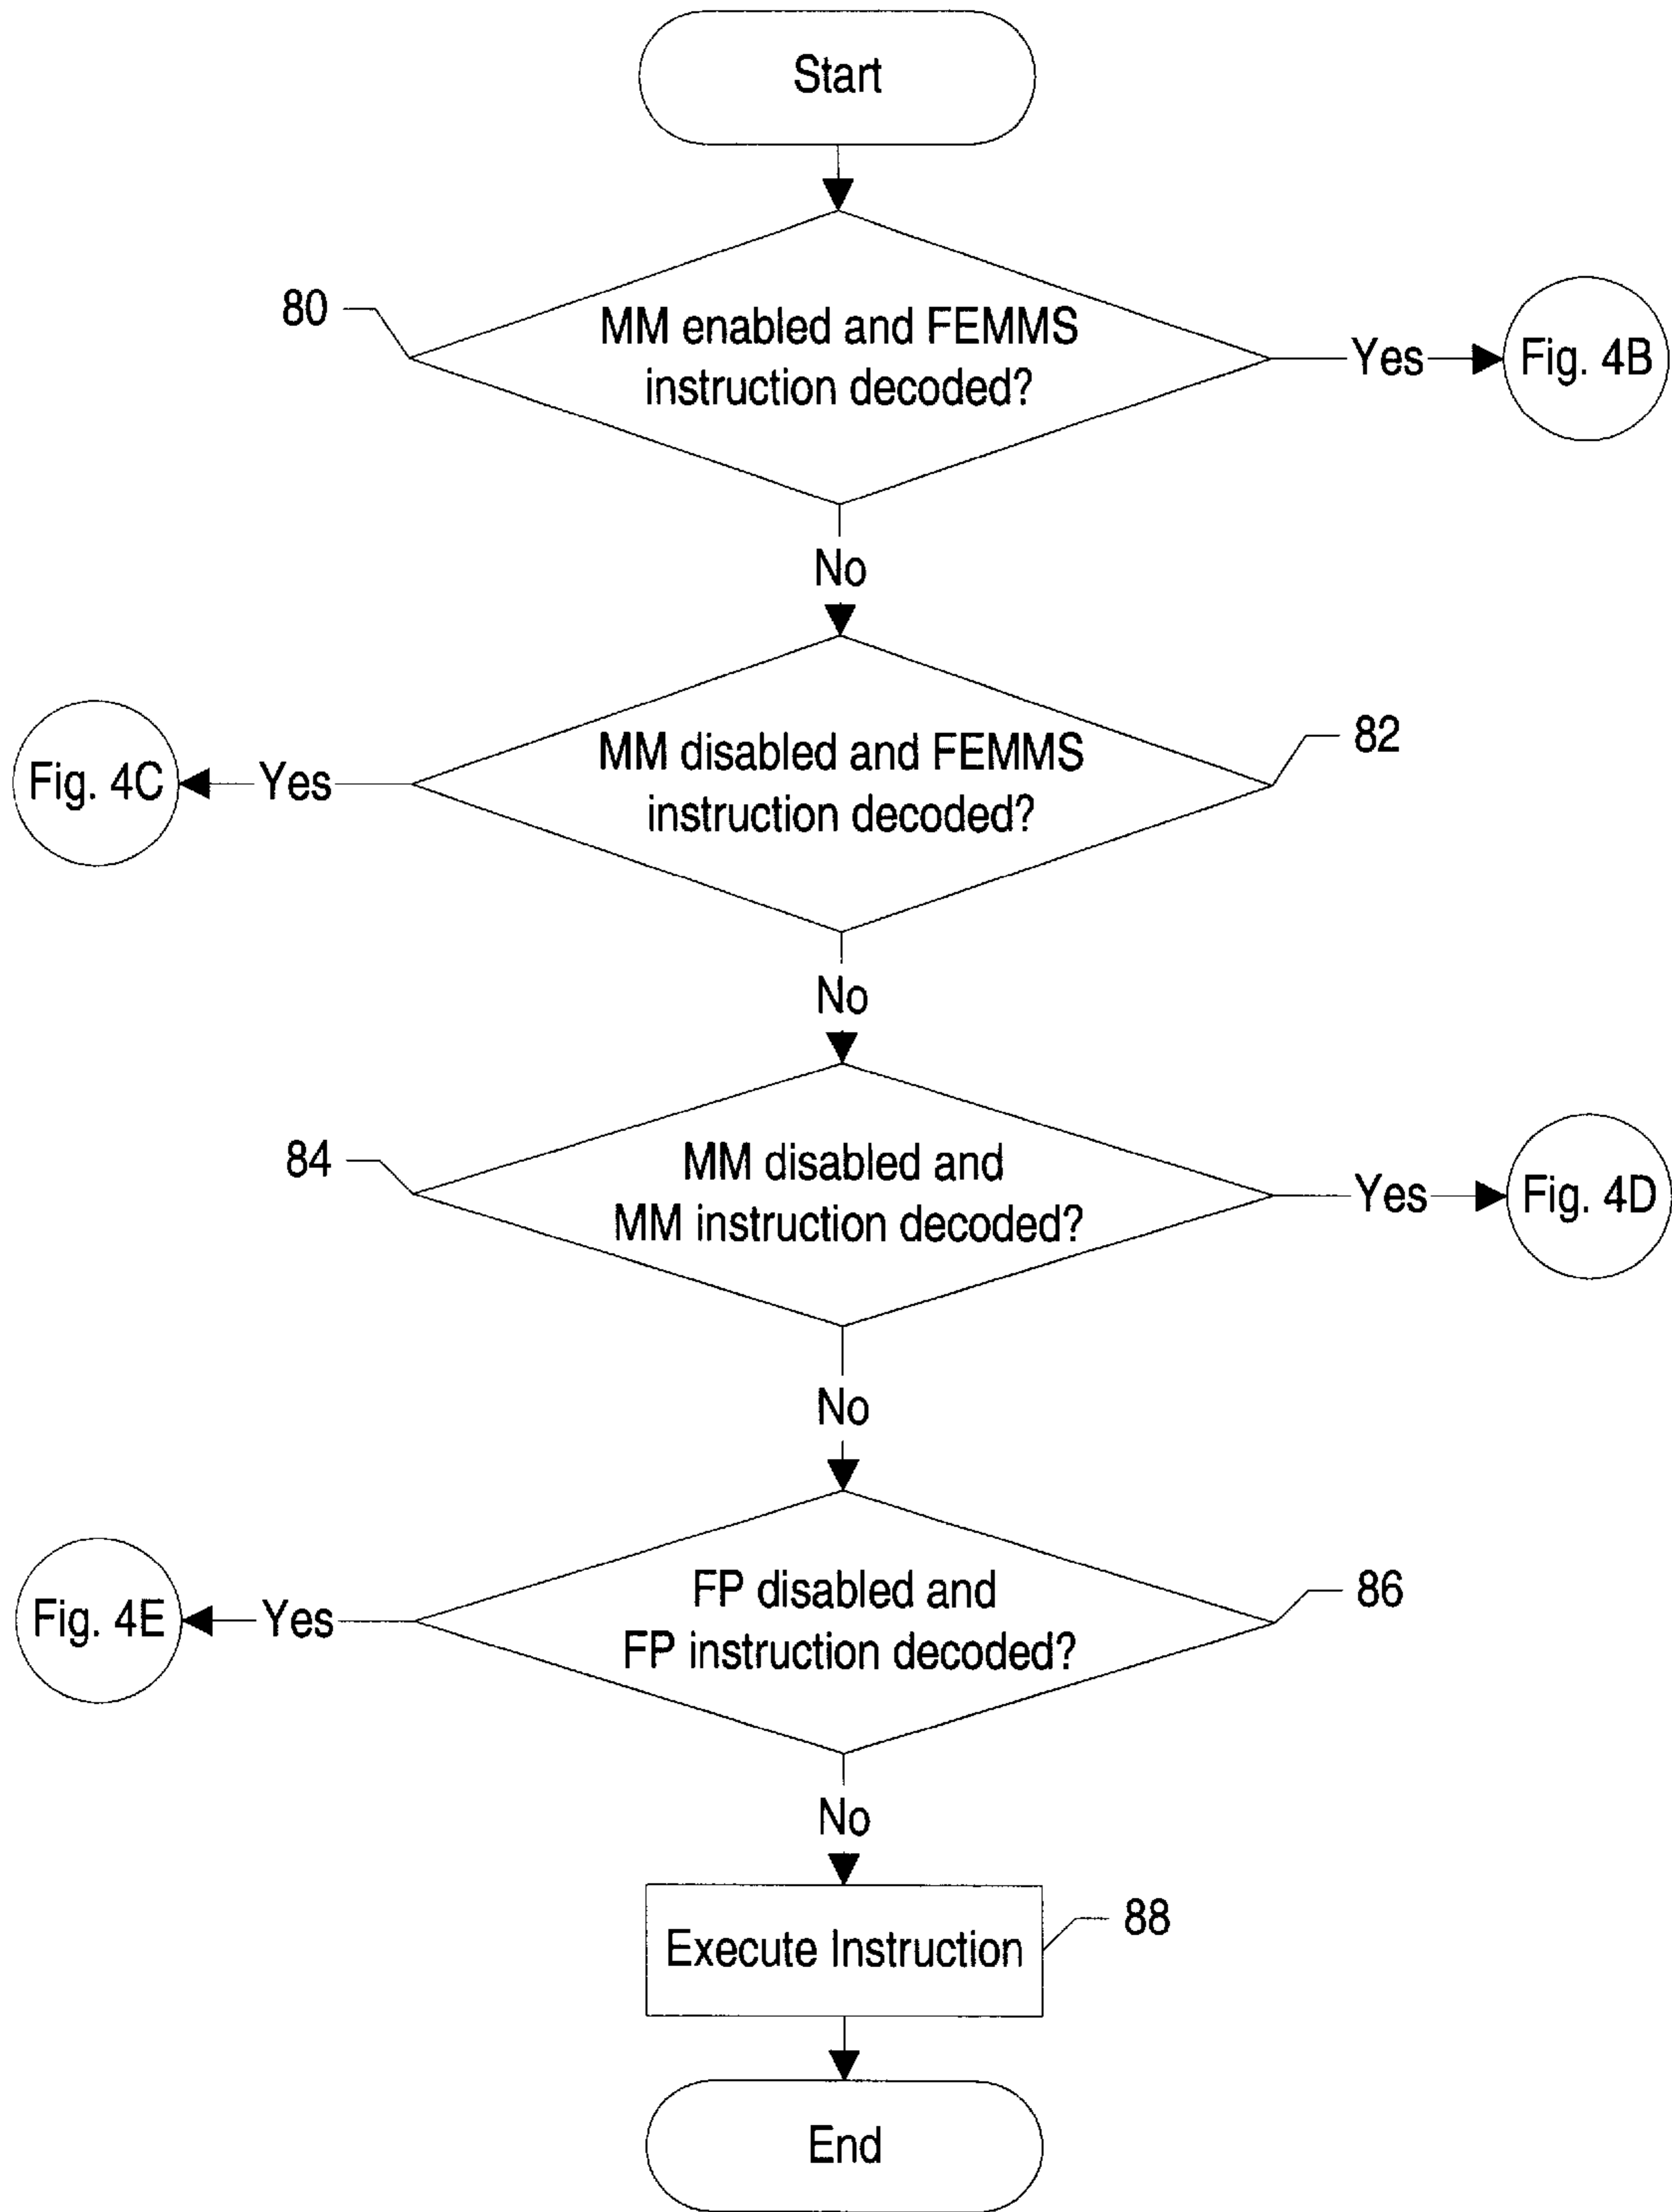 Start
80
MM enabled and FEMMS
instruction decoded?
Yes
Fig. 4B
No
82
MM disabled and FEMMS
instruction decoded?
Yes
Fig. 4C
No
84
MM disabled and
MM instruction decoded?
Yes
Fig. 4D
No
86
FP disabled and
FP instruction decoded?
Yes
Fig. 4E
No
Execute Instruction
88
End